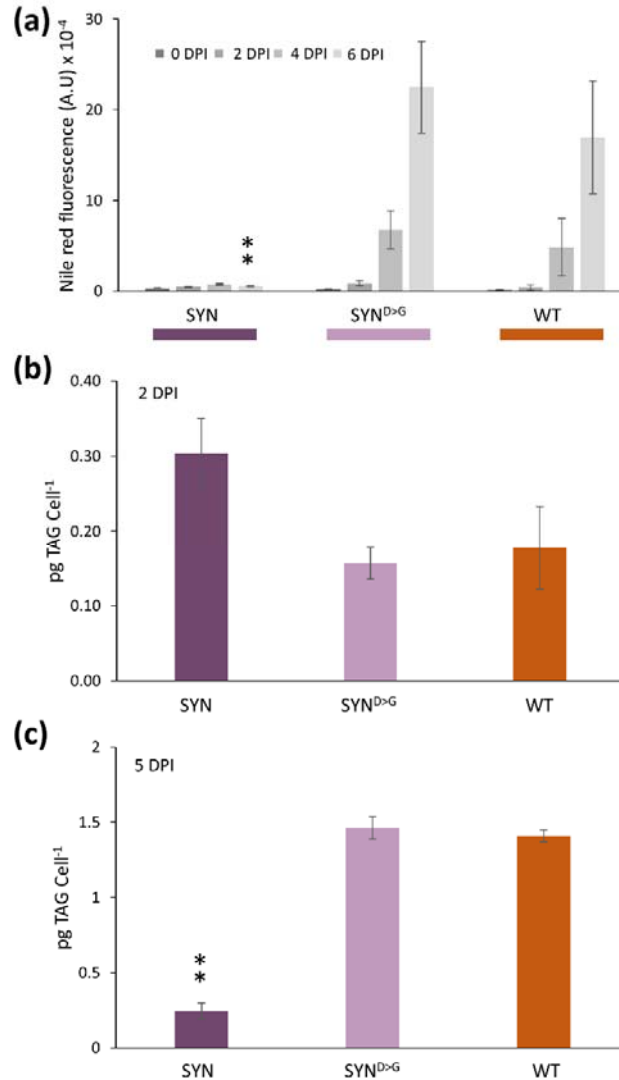 (a)
Nile red fluorescence (A.U) x 10-4
30
20
10
0
0 DPI 2 DPI 4 DPI 6 DPI
*
*
SYN SYND>G WT
(b)
pg TAG Cell-1
2 DPI
0.40
0.30
0.20
0.10
0.00
SYN SYND>G WT
(c)
pg TAG Cell-1
5 DPI
2
1.5
1
0.5
0
*
*
SYN SYND>G WT